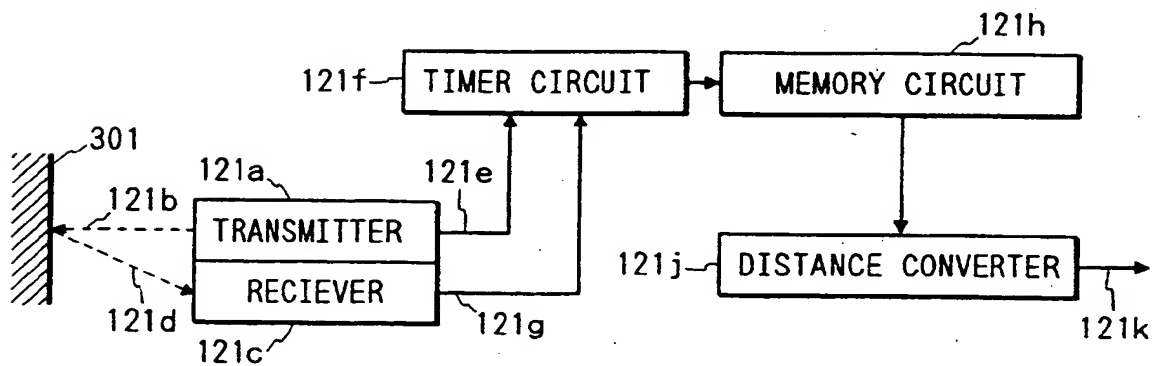 121h
121f
TIMER CIRCUIT
MEMORY CIRCUIT
301
121a
121e
121b
TRANSMITTER
121j
DISTANCE CONVERTER
RECIEVER
121d
121g
121k
121c